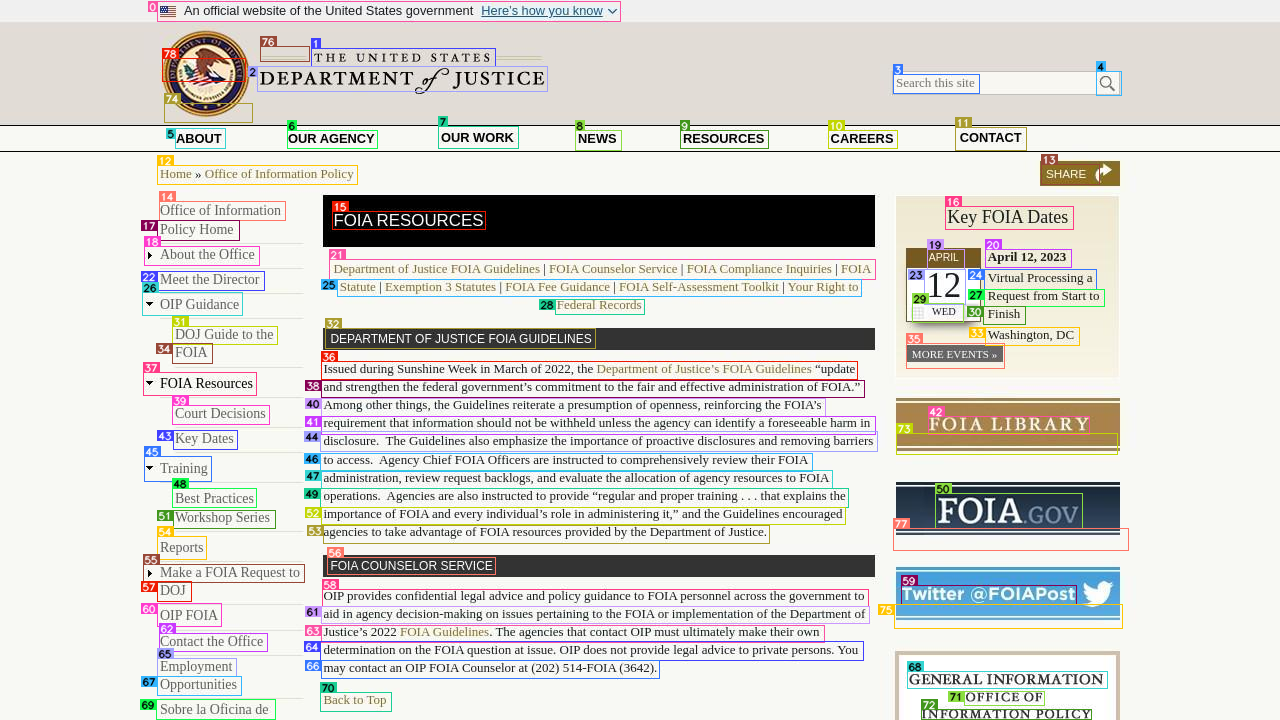 An official website of the United States government Here's how you know
THE UNITED STATES
DEPARTMENT of JUSTICE
Search this site
ABOUT OUR AGENCY OUR WORK NEWS RESOURCES CAREERS CONTACT
Home » Office of Information Policy
SHARE
Office of Information
Policy Home
About the Office
Meet the Director
OIP Guidance
DOJ Guide to the
FOIA
FOIA Resources
Court Decisions
Key Dates
Training
Best Practices
Workshop Series
Reports
Make a FOIA Request to
DOJ
OIP FOIA
Contact the Office
Employment
Opportunities
Sobre la Oficina de
FOIA RESOURCES
Department of Justice FOIA Guidelines | FOIA Counselor Service | FOIA Compliance Inquiries | FOIA
Statute | Exemption 3 Statutes | FOIA Fee Guidance | FOIA Self-Assessment Toolkit | Your Right to
Federal Records
DEPARTMENT OF JUSTICE FOIA GUIDELINES
Issued during Sunshine Week in March of 2022, the Department of Justice's FOIA Guidelines “update
and strengthen the federal government's commitment to the fair and effective administration of FOIA.”
Among other things, the Guidelines reiterate a presumption of openness, reinforcing the FOIA's
requirement that information should not be withheld unless the agency can identify a foreseeable harm in
disclosure.  The Guidelines also emphasize the importance of proactive disclosures and removing barriers
to access.  Agency Chief FOIA Officers are instructed to comprehensively review their FOIA
administration, review request backlogs, and evaluate the allocation of agency resources to FOIA
operations.  Agencies are also instructed to provide “regular and proper training . . . that explains the
importance of FOIA and every individual's role in administering it,” and the Guidelines encouraged
agencies to take advantage of FOIA resources provided by the Department of Justice.
FOIA COUNSELOR SERVICE
OIP provides confidential legal advice and policy guidance to FOIA personnel across the government to
aid in agency decision-making on issues pertaining to the FOIA or implementation of the Department of
Justice's 2022 FOIA Guidelines. The agencies that contact OIP must ultimately make their own
determination on the FOIA question at issue. OIP does not provide legal advice to private persons. You
may contact an OIP FOIA Counselor at (202) 514-FOIA (3642).
Back to Top
Key FOIA Dates
APRIL
12
WED
April 12, 2023
Virtual Processing a
Request from Start to
Finish
Washington, DC
MORE EVENTS »
FOIA LIBRARY
FOIA.GOV
Twitter @FOIAPost
GENERAL INFORMATION
OFFICE OF
INFORMATION POLICY